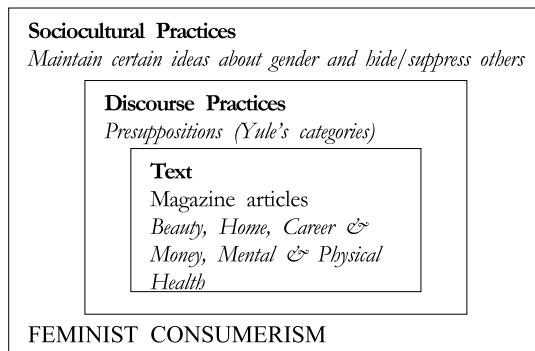 Sociocultural Practices
Maintain certain ideas about gender and hide/suppress others
Discourse Practices
Presuppositions (Yule's categories)
Text
Magazine articles
Beauty, Home, Career &
Money, Mental & Physical
Health
FEMINIST CONSUMERISM